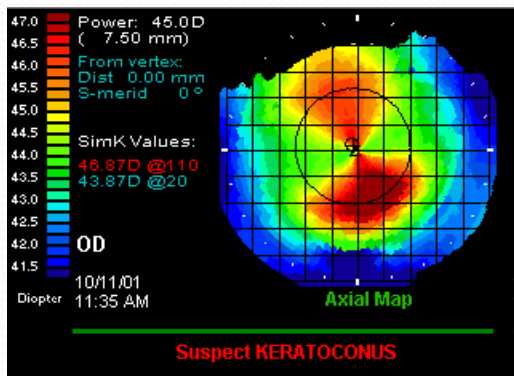 47.0
46.5
46.0
45.5
45.0
44.5
44.0
43.5
43.0
42.5
42.0
41.5
Diopter
Power: 45.0D
( 7.50 mm)
From vertex:
Dist 0.00 mm
S-merid 0 º
SimK Values:
46.87D @110
43.87D @20
OD
10/11/01
11:35 AM
Axial Map
Suspect KERATOCONUS